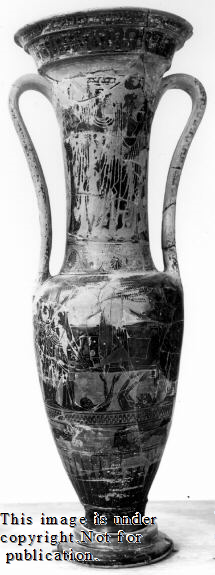 This image is under
copyright.Not for
publication.